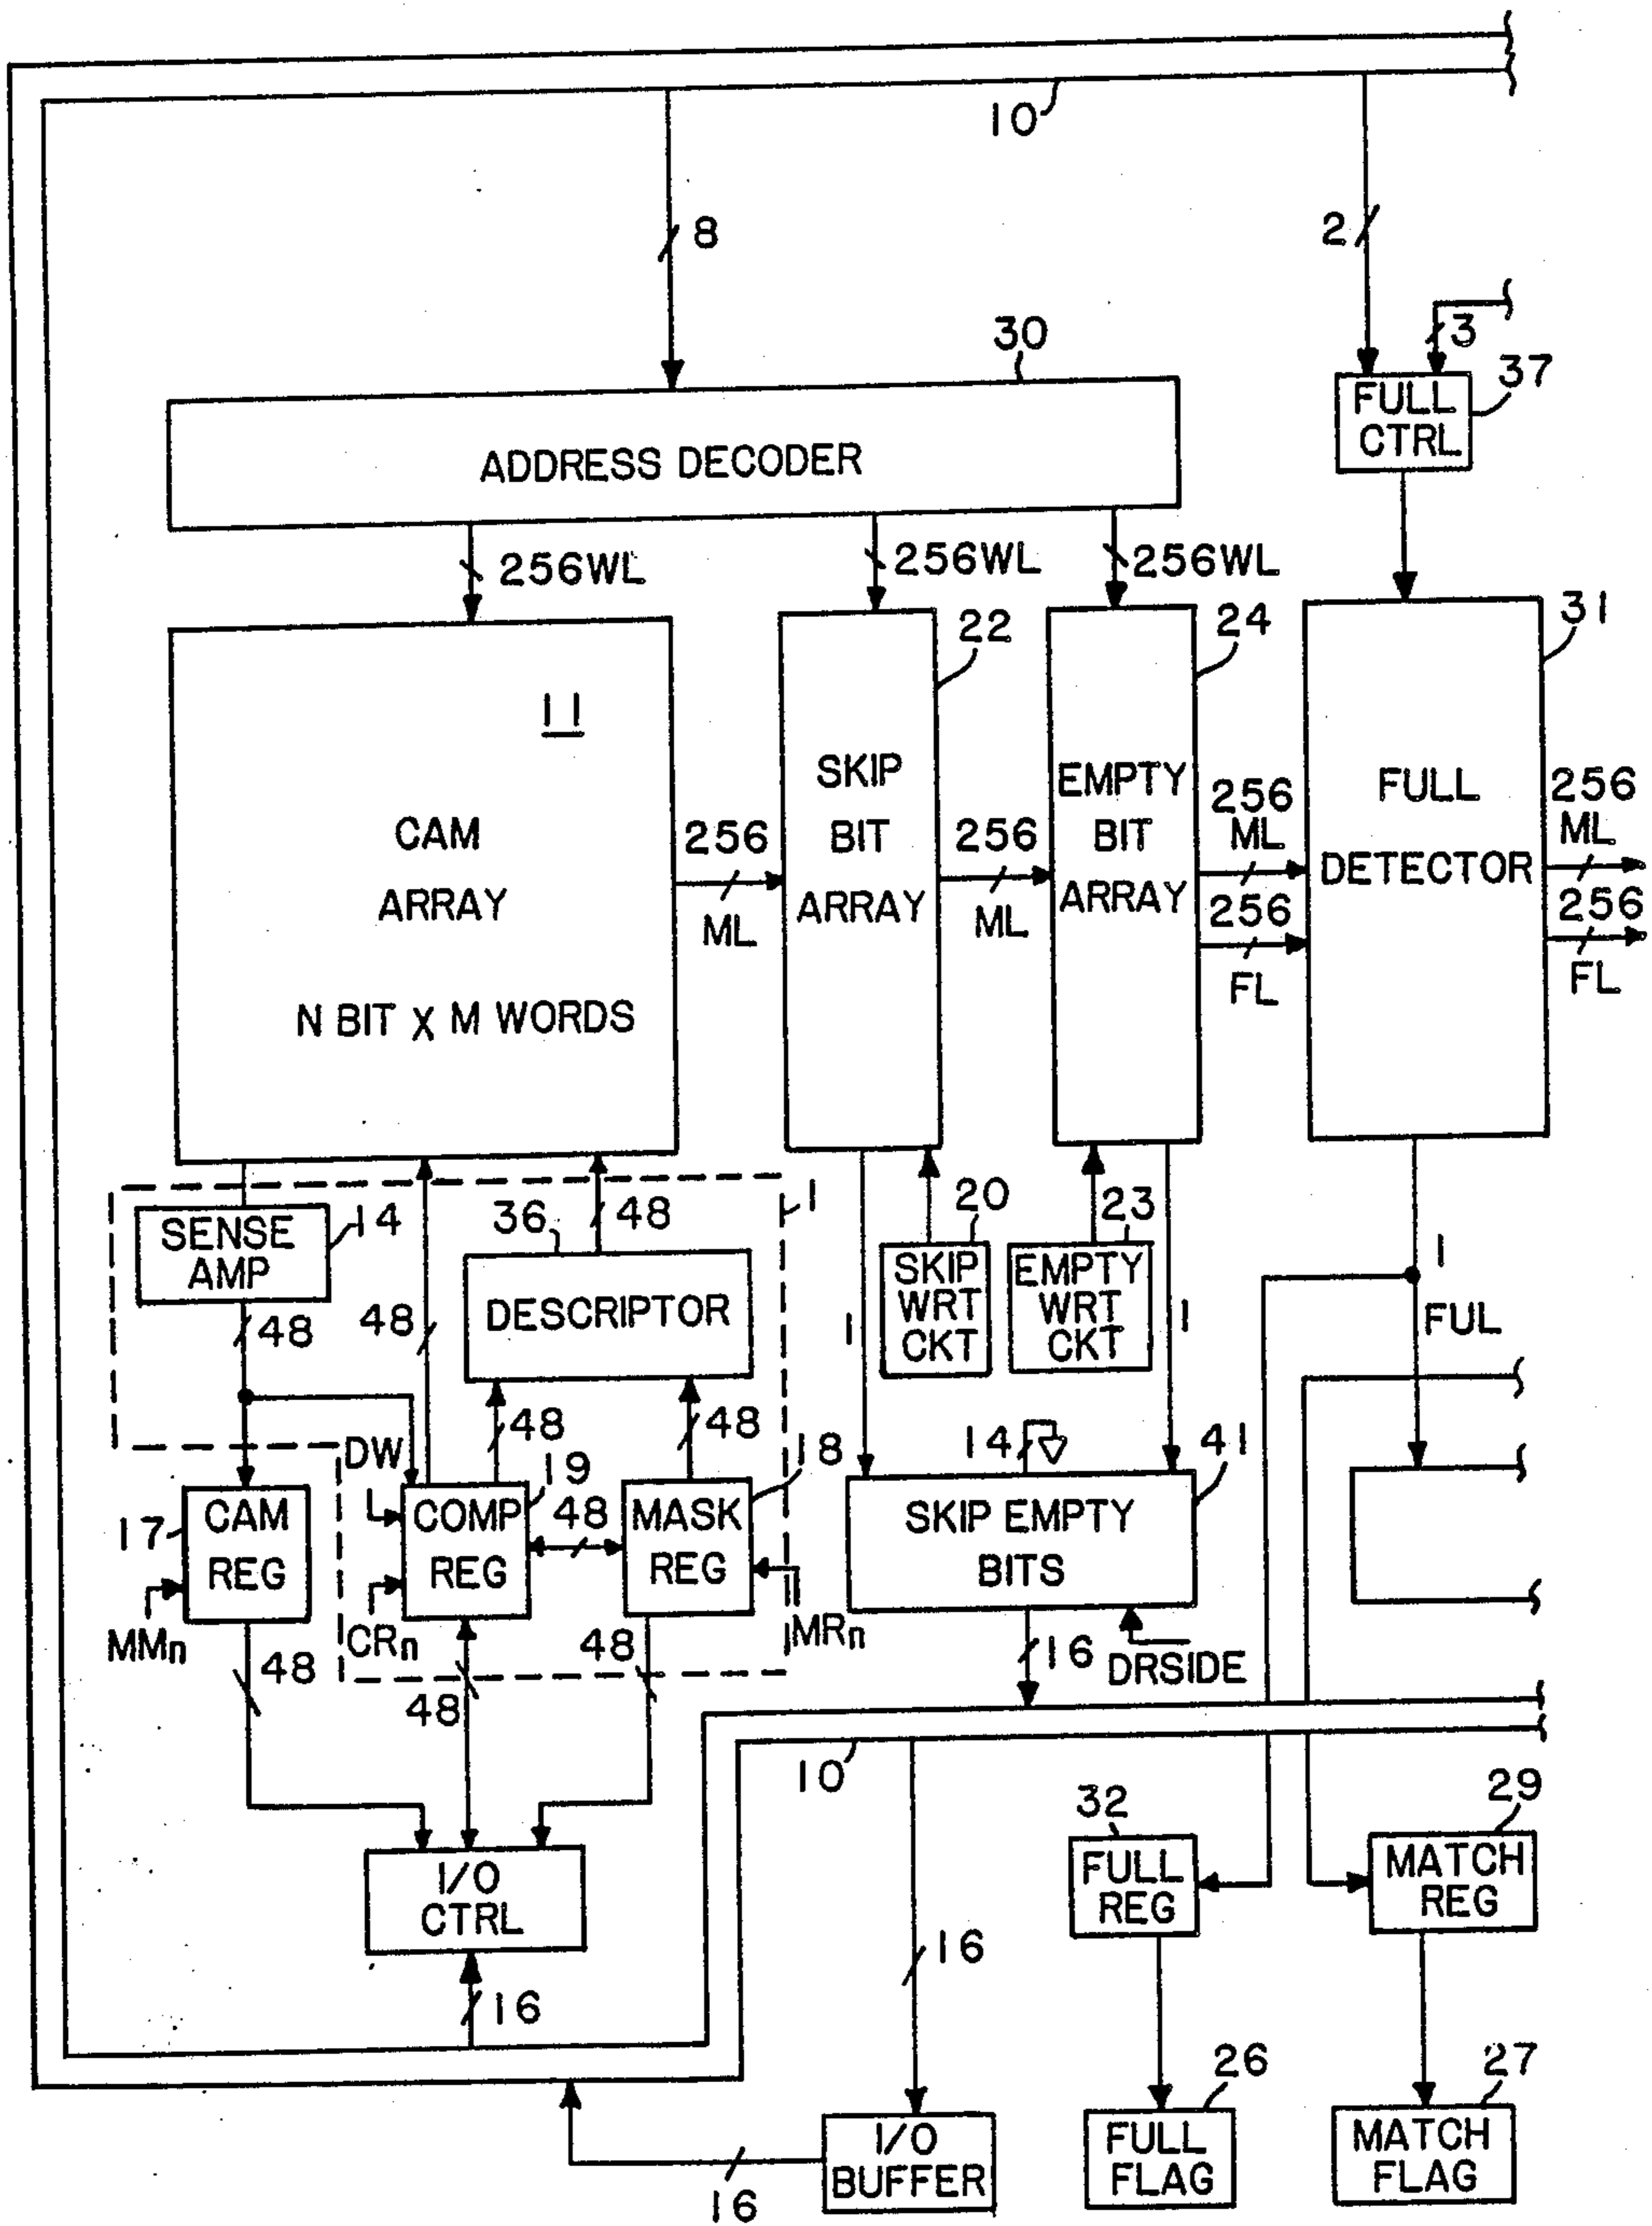 10
8
2
3
30
37
FULL
CTRL
ADDRESS DECODER
256WL
256WL
256WL
22
24
31
11
CAM
ARRAY
N BIT X M WORDS
256
ML
SKIP
BIT
ARRAY
256
ML
EMPTY
BIT
ARRAY
256
ML
256
FL
FULL
DETECTOR
256
ML
256
FL
SENSE
AMP
14
36
48
1
20
23
48
48
DESCRIPTOR
1
SKIP
WRT
CKT
EMPTY
WRT
CKT
1
1
FUL
48
48
DW
19
18
14
41
17
CAM
REG
COMP
REG
48
MASK
REG
SKIP EMPTY
BITS
MMn
CRn
MRn
48
48
48
16
DRSIDE
10
32
29
I/O
CTRL
FULL
REG
MATCH
REG
16
16
26
27
16
I/O
BUFFER
FULL
FLAG
MATCH
FLAG